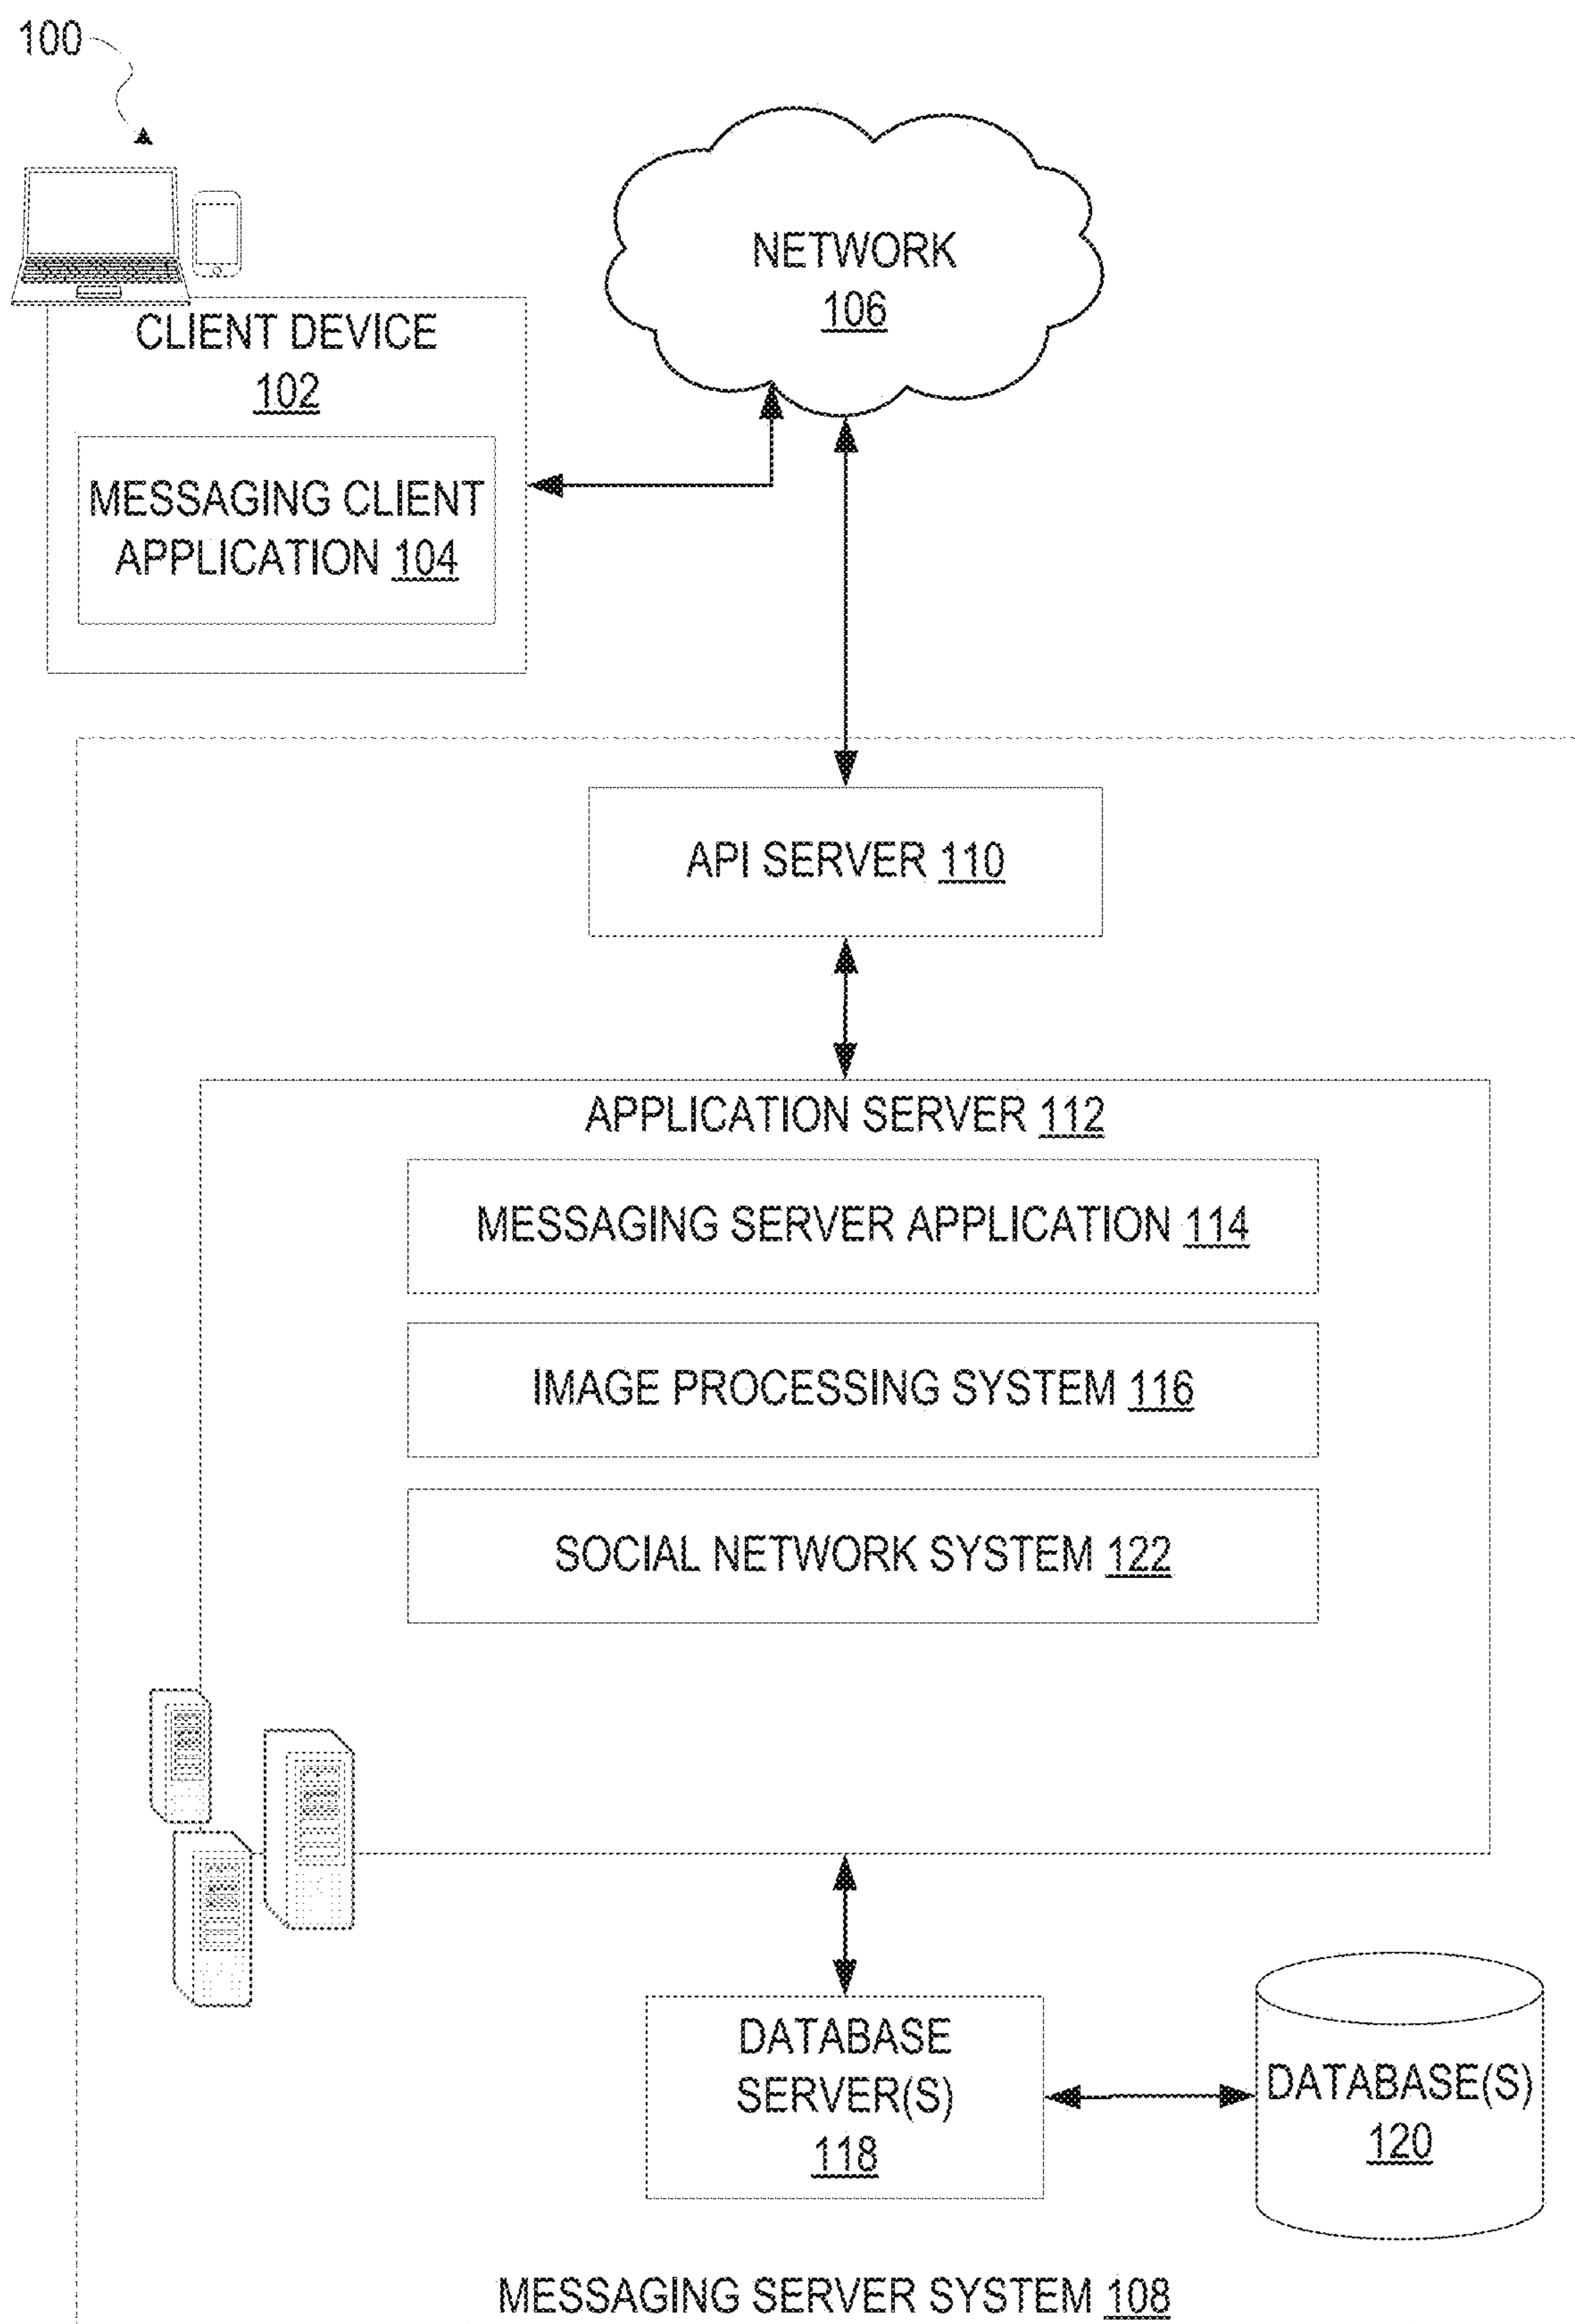 100
NETWORK
106
CLIENT DEVICE
102
MESSAGING CLIENT
APPLICATION 104
API SERVER 110
APPLICATION SERVER 112
MESSAGING SERVER APPLICATION 114
IMAGE PROCESSING SYSTEM 116
SOCIAL NETWORK SYSTEM 122
DATABASE
SERVER(S)
118
DATABASE(S)
120
MESSAGING SERVER SYSTEM 108